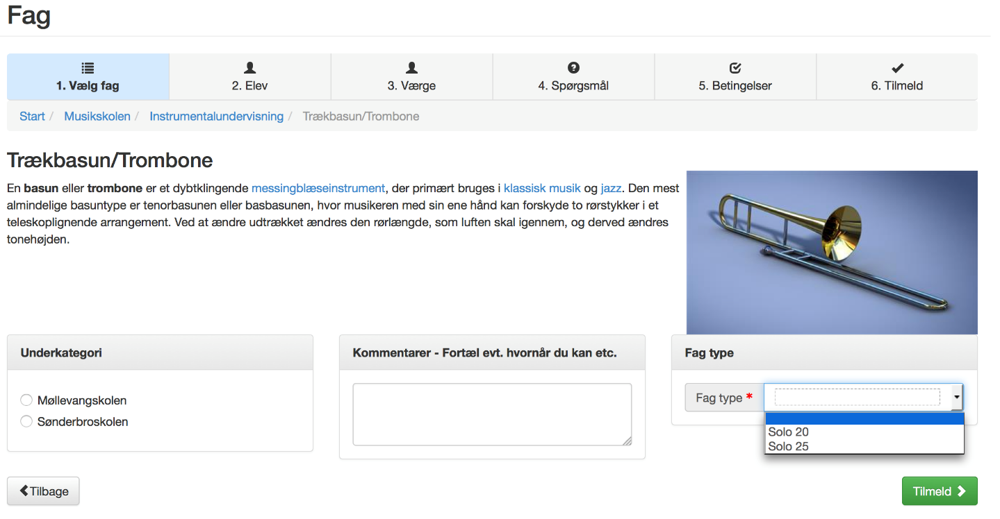 Fag
1. Vælg fag
2. Elev
3. Værge
4. Spørgsmål
5. Betingelser
6. Tilmeld
Start / Musikskolen / Instrumentalundervisning / Trækbasun/Trombone
Trækbasun/Trombone
En basun eller trombone er et dybtklingende messingblæseinstrument, der primært bruges i klassisk musik og jazz. Den mest
almindelige basuntype er tenorbasunen eller basbasunen, hvor musikeren med sin ene hånd kan forskyde to rørstykker i et
teleskoplignende arrangement. Ved at ændre udtrækket ændres den rørlængde, som luften skal igennem, og derved ændres
tonehøjden.
Underkategori
Møllevangskolen
Sønderbroskolen
Kommentarer - Fortæl evt. hvornår du kan etc.
Fag type
Fag type *
Solo 20
Solo 25
Tilbage
Tilmeld